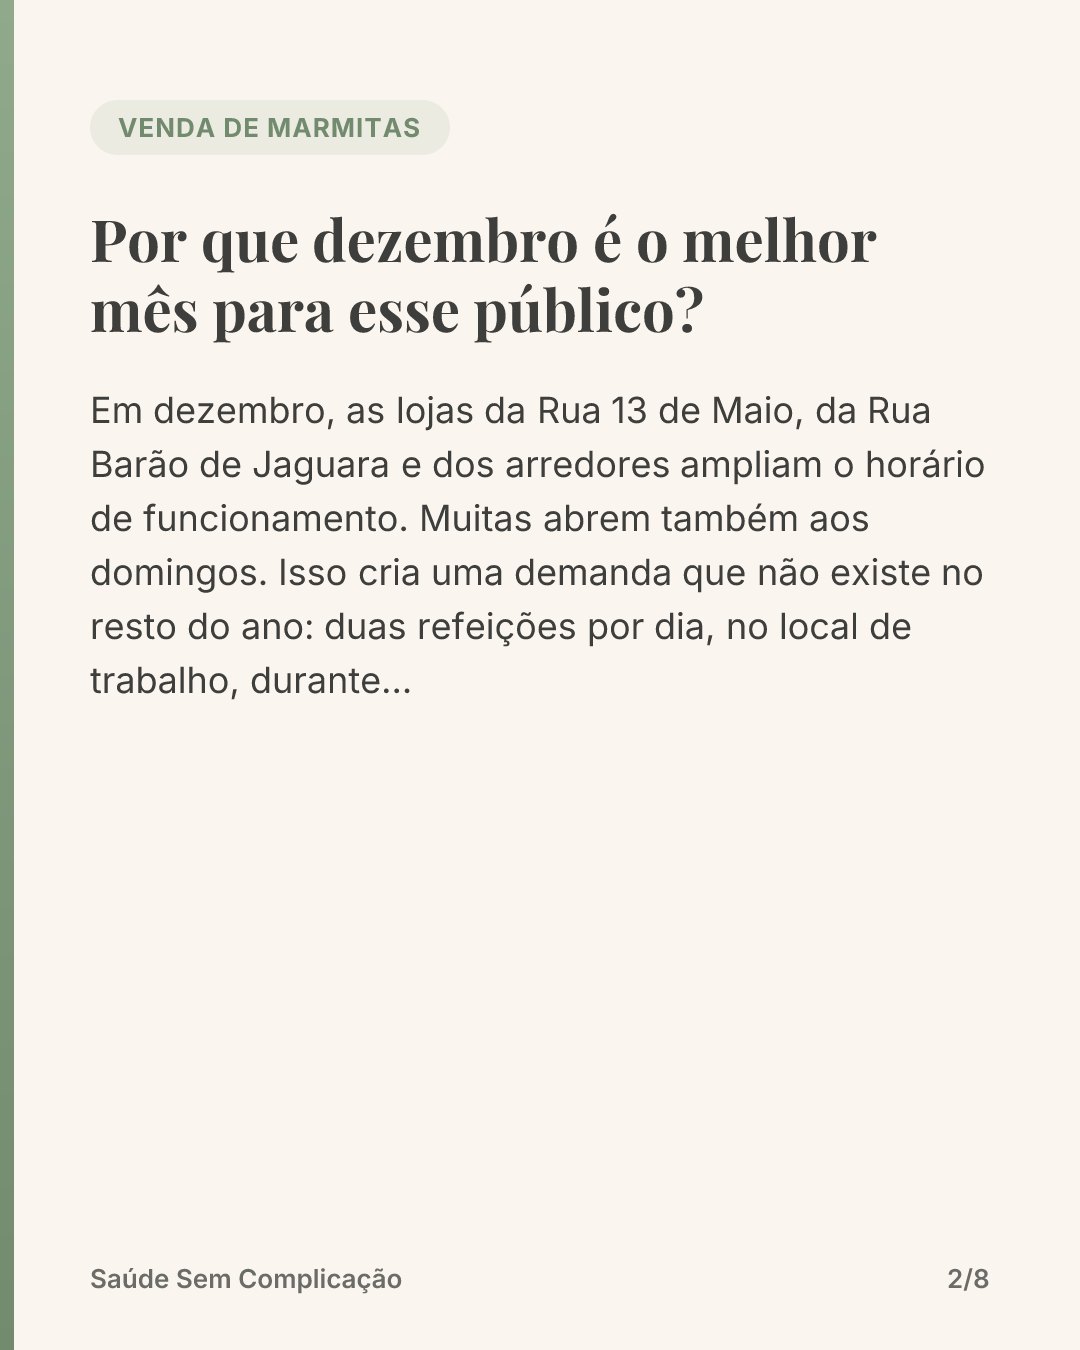 VENDA DE MARMITAS
Por que dezembro é o melhor
mês para esse público?
Em dezembro, as lojas da Rua 13 de Maio, da Rua
Barão de Jaguara e dos arredores ampliam o horário
de funcionamento. Muitas abrem também aos
domingos. Isso cria uma demanda que não existe no
resto do ano: duas refeições por dia, no local de
trabalho, durante...
Saúde Sem Complicação
2/8